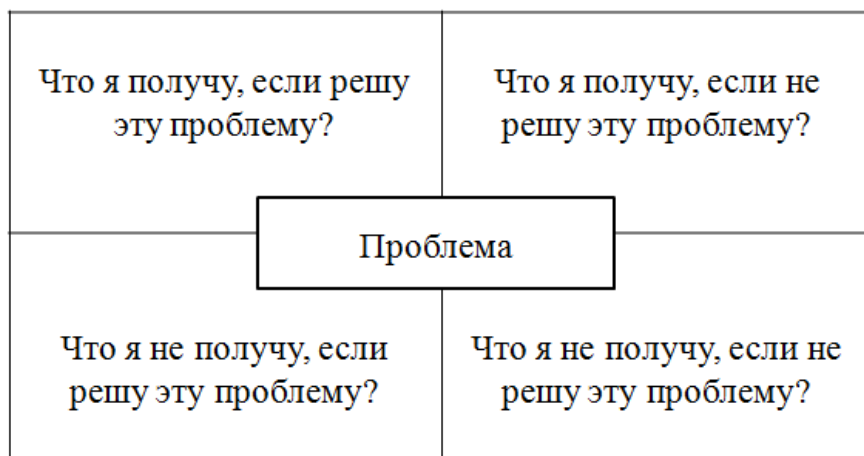 Что я получу, если решу
эту проблему?
Что я получу, если не
решу эту проблему?
Проблема
Что я не получу, если
решу эту проблему?
Что я не получу, если не
решу эту проблему?